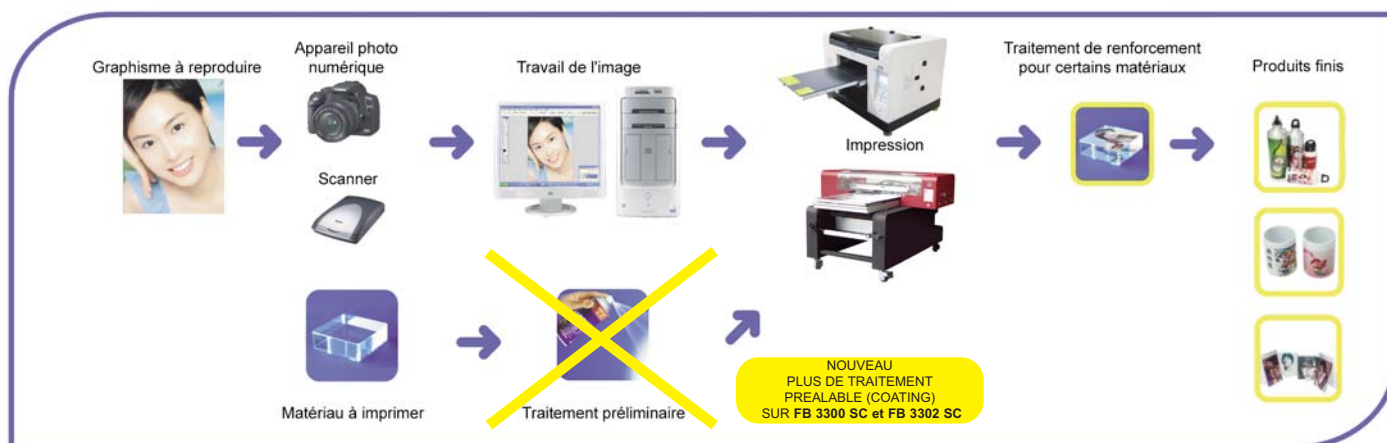 Graphisme à reproduire
Appareil photo
numérique
Scanner
Travail de l'image
Impression
Traitement de renforcement
pour certains matériaux
Produits finis
Matériau à imprimer
Traitement préliminaire
NOUVEAU
PLUS DE TRAITEMENT
PREALABLE (COATING)
SUR FB 3300 SC et FB 3302 SC